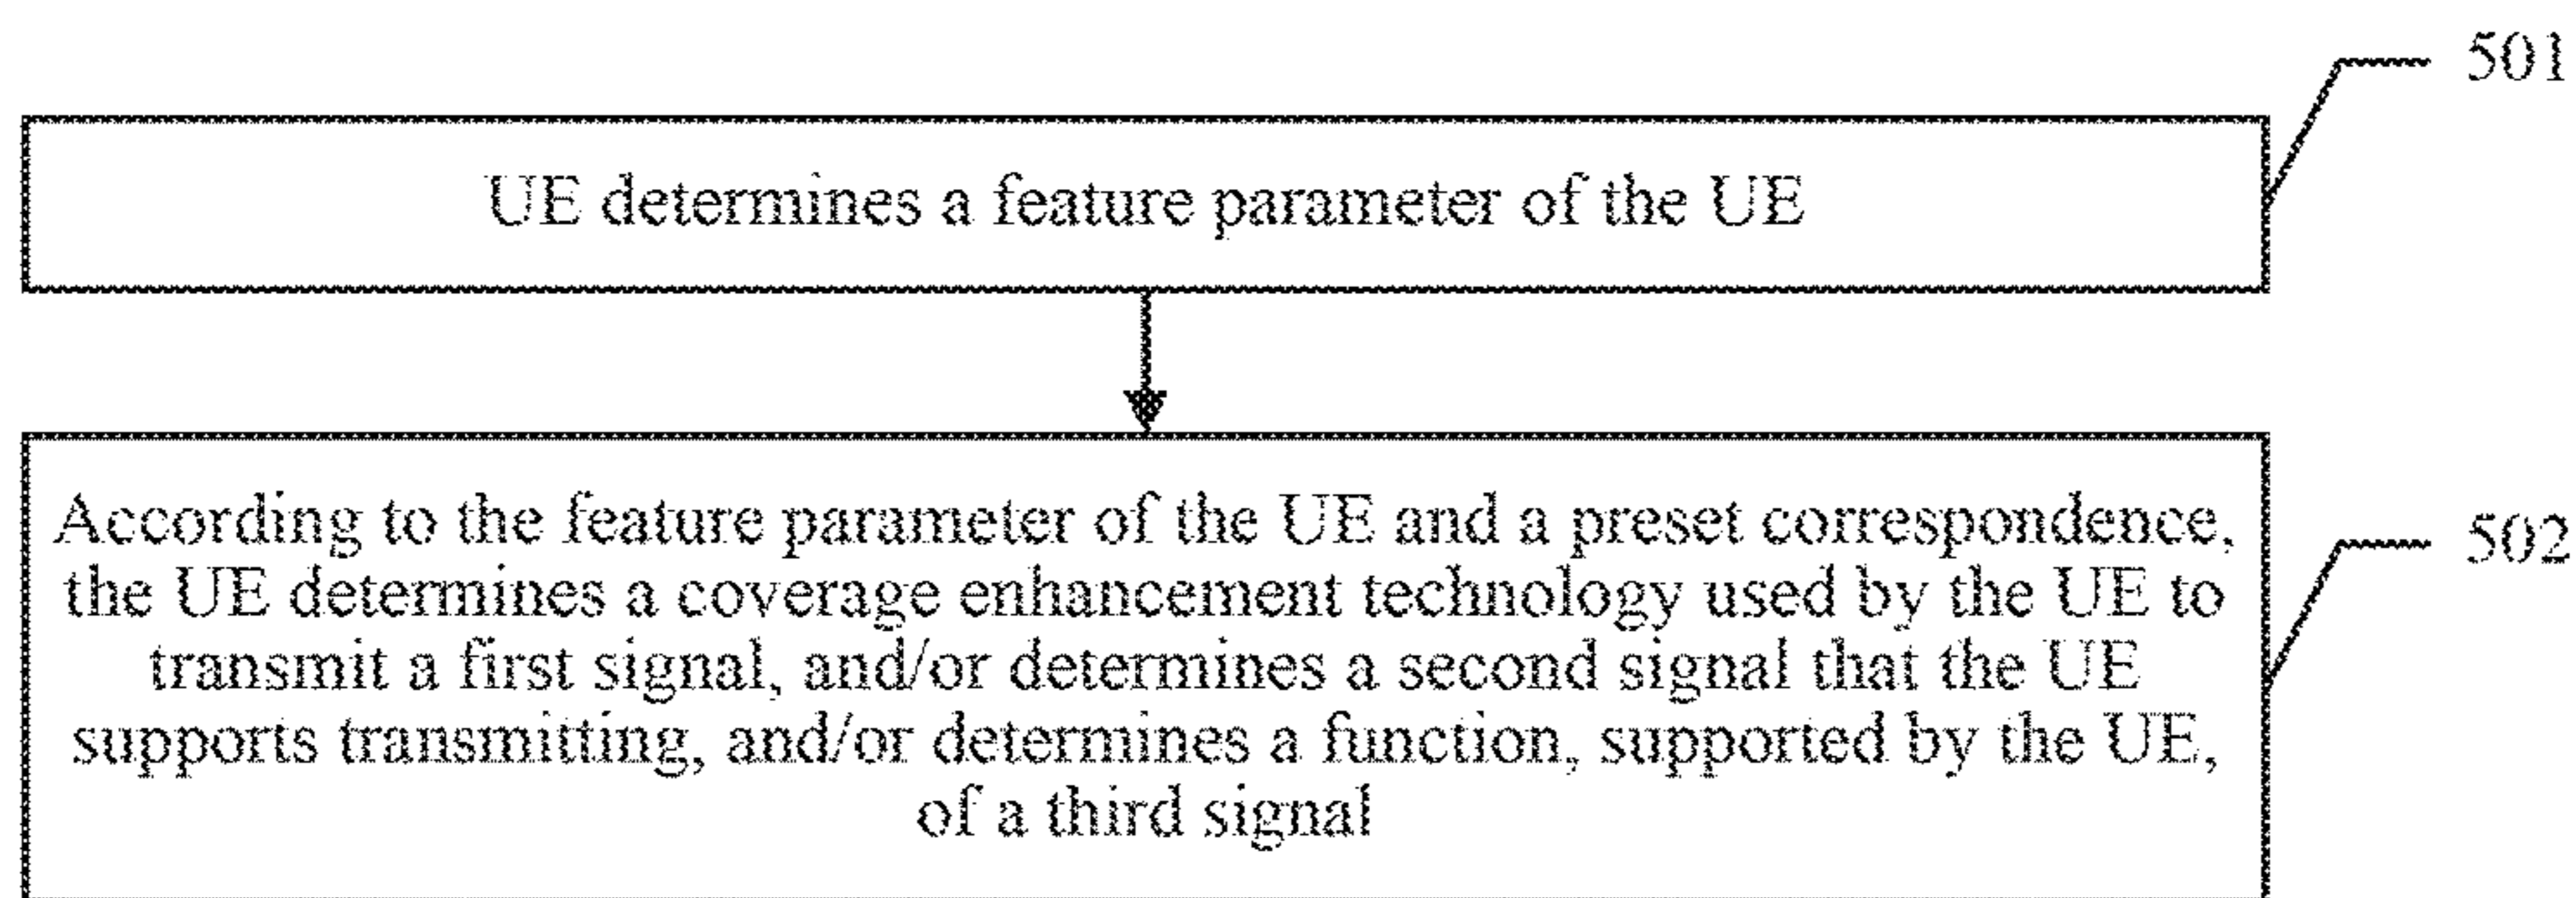 501
UE determines a feature parameter of the UE
According to the feature parameter of the UE and a preset correspondence,
the UE determines a coverage enhancement technology used by the UE to
transmit a first signal, and/or determines a second signal that the UE
supports transmitting, and/or determines a function, supported by the UE,
of a third signal
502